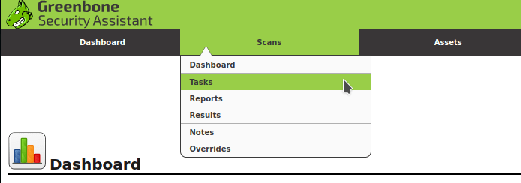 Greenbone
Security Assistant
Dashboard
Scans
Assets
Dashboard
Tasks
Reports
Results
Notes
Overrides
Dashboard